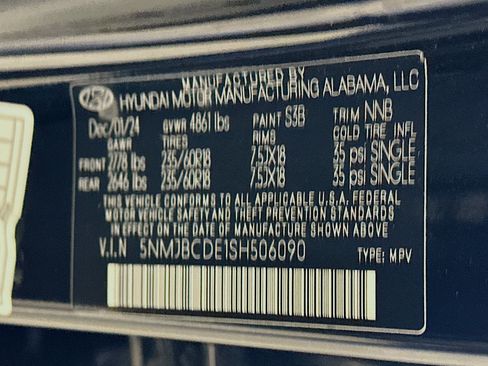 MANUFACTURED BY
HYUNDAI MOTOR MANUFACTURING ALABAMA, LLC
Dec/01/24 GVWR 4861 lbs PAINT S3B TRIM NNB
GAWR TIRES RIMS COLD TIRE INFL
FRONT 2778 lbs 235/60R18 7.5JX18 35 psi SINGLE
REAR 2646 lbs 235/60R18 7.5JX18 35 psi SINGLE
THIS VEHICLE CONFORMS TO ALL APPLICABLE U.S.A. FEDERAL
MOTOR VEHICLE SAFETY AND THEFT PREVENTION STANDARDS
IN EFFECT ON THE DATE OF MANUFACTURE SHOWN ABOVE
V.I.N 5NMJBCDE1SH506090 TYPE: MPV